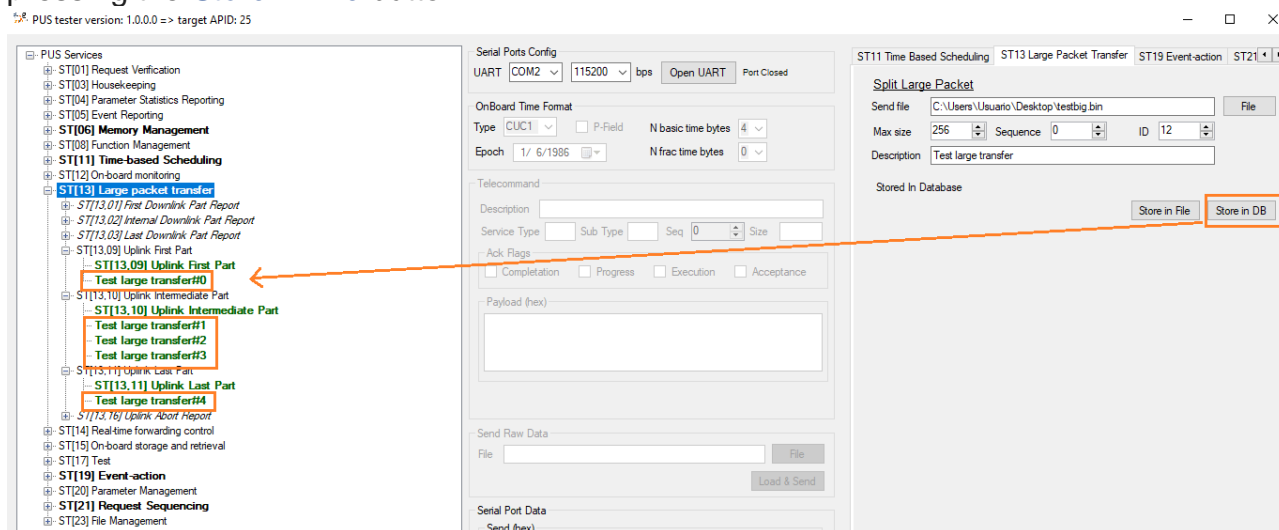 PUS tester version: 1.0.0.0 => target APID: 25
PUS Services
ST[01] Request Verification
ST[03] Housekeeping
ST[04] Parameter Statistics Reporting
ST[05] Event Reporting
ST[06] Memory Management
ST[08] Function Management
ST[11] Time-based Scheduling
ST[12] On-board monitoring
ST[13] Large packet transfer
ST[13,01] First Downlink Part Report
ST[13,02] Internal Downlink Part Report
ST[13,03] Last Downlink Part Report
ST[13,09] Uplink First Part
ST[13,09] Uplink First Part
Test large transfer#0
ST[13,10] Uplink Intermediate Part
ST[13,10] Uplink Intermediate Part
Test large transfer#1
Test large transfer#2
Test large transfer#3
ST[13,11] Uplink Last Part
ST[13,11] Uplink Last Part
Test large transfer#4
ST[13,16] Uplink Abort Report
ST[14] Real-time forwarding control
ST[15] On-board storage and retrieval
ST[17] Test
ST[19] Event-action
ST[20] Parameter Management
ST[21] Request Sequencing
ST[23] File Management
Serial Ports Config
UART COM2 115200 bps Open UART Port Closed
OnBoard Time Format
Type CUC1 P-Field N basic time bytes 4
Epoch 1/ 6/1986 N frac time bytes 0
Telecommand
Description
Service Type Sub Type Seq 0 Size
Ack Flags
Completation Progress Execution Acceptance
Payload (hex)
Send Raw Data
File File
Load & Send
Serial Port Data
Send (hex)
ST11 Time Based Scheduling ST13 Large Packet Transfer ST19 Event-action ST21
Split Large Packet
Send file C:\Users\Usuario\Desktop\testbig.bin File
Max size 256 Sequence 0 ID 12
Description Test large transfer
Stored In Database
Store in File Store in DB